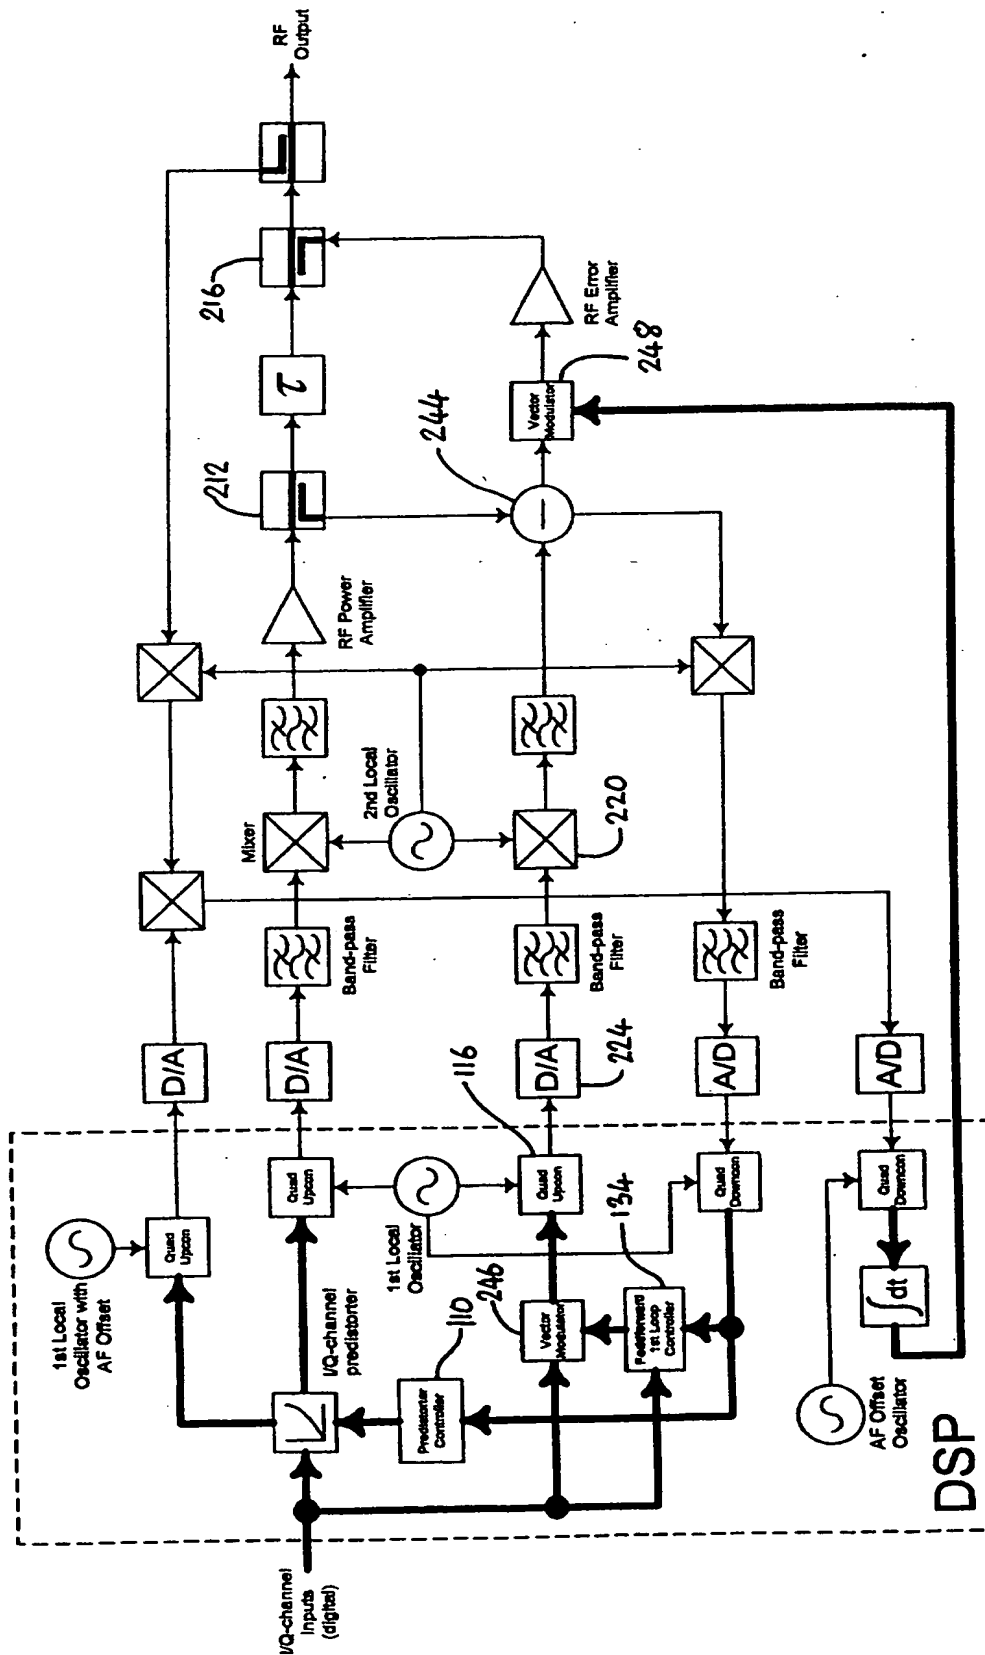 RF
Output
216
τ
212
244
RF Error
Amplifier
Vector
Modulator
248
RF Power
Amplifier
Mixer
2nd Local
Oscillator
220
Band-pass
Filter
Band-pass
Filter
Band-pass
Filter
D/A
D/A
D/A
224
A/D
A/D
116
1st Local
Oscillator with
AF Offset
Quad
Upcon
Quad
Upcon
Quad
Upcon
Quad
Downcon
Quad
Downcon
1st Local
Oscillator
134
246
I/Q-channel
predistorter
110
Predistorter
Controller
Vector
Modulator
Feedforward
1st Loop
Controller
∫dt
AF Offset
Oscillator
DSP
I/Q-channel
Inputs
(digital)